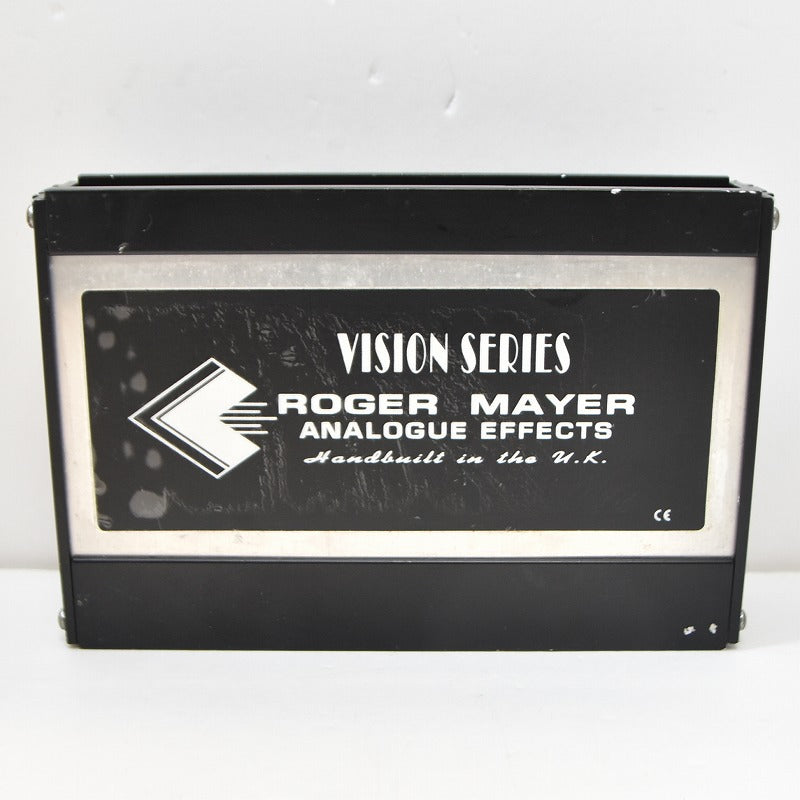 VISION SERIES
ROGER MAYER
ANALOGUE EFFECTS
Handbuilt in the U.K.
CE